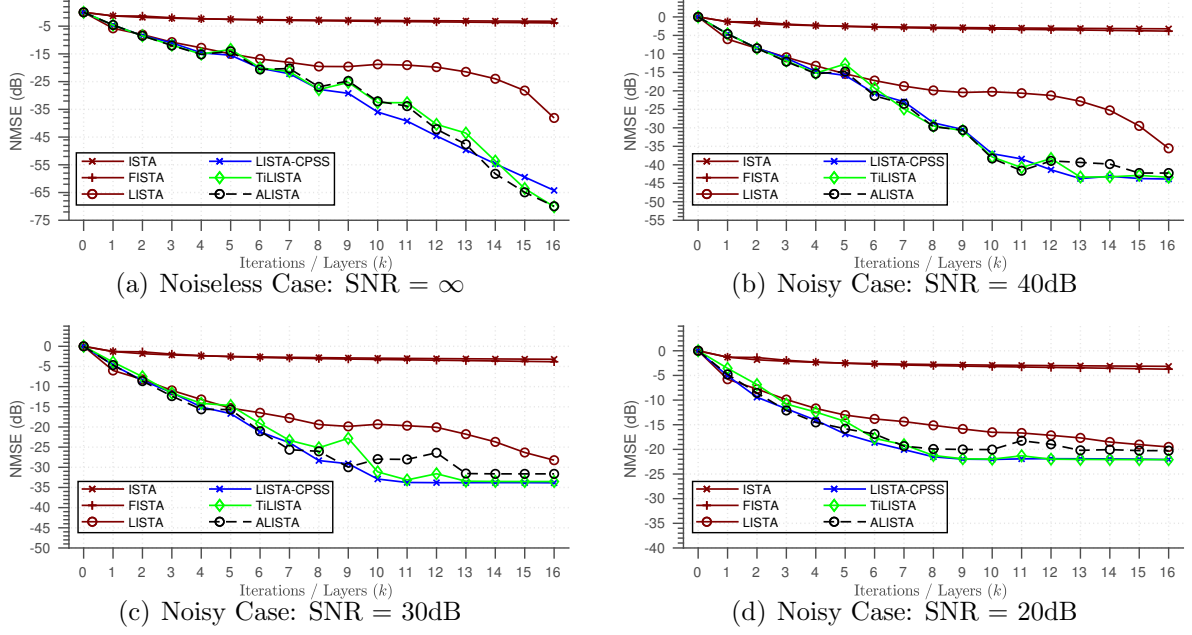 NMSE (dB)
-5
-15
-25
-35
-45
-55
-65
-75
ISTA
FISTA
LISTA
LISTA-CPSS
TiLISTA
ALISTA
0 1 2 3 4 5 6 7 8 9 10 11 12 13 14 15 16
Iterations / Layers (k)
(a) Noiseless Case: SNR = ∞
NMSE (dB)
0
-5
-10
-15
-20
-25
-30
-35
-40
-45
-50
-55
ISTA
FISTA
LISTA
LISTA-CPSS
TiLISTA
ALISTA
0 1 2 3 4 5 6 7 8 9 10 11 12 13 14 15 16
Iterations / Layers (k)
(b) Noisy Case: SNR = 40dB
NMSE (dB)
0
-5
-10
-15
-20
-25
-30
-35
-40
-45
-50
ISTA
FISTA
LISTA
LISTA-CPSS
TiLISTA
ALISTA
0 1 2 3 4 5 6 7 8 9 10 11 12 13 14 15 16
Iterations / Layers (k)
(c) Noisy Case: SNR = 30dB
NMSE (dB)
0
-5
-10
-15
-20
-25
-30
-35
-40
ISTA
FISTA
LISTA
LISTA-CPSS
TiLISTA
ALISTA
0 1 2 3 4 5 6 7 8 9 10 11 12 13 14 15 16
Iterations / Layers (k)
(d) Noisy Case: SNR = 20dB